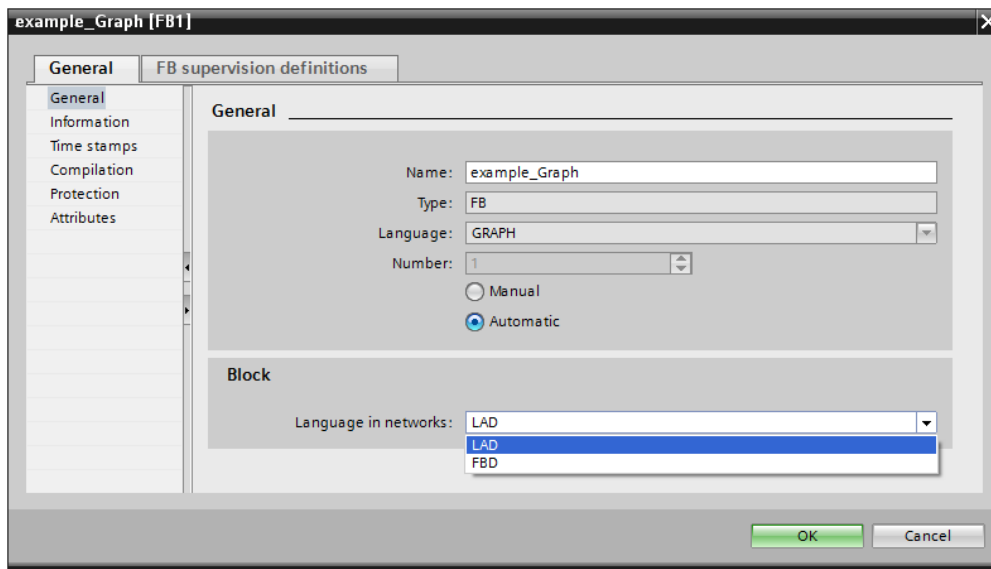 example_Graph [FB1]
General
FB supervision definitions
General
Information
Time stamps
Compilation
Protection
Attributes
General
Name: example_Graph
Type: FB
Language: GRAPH
Number: 1
Manual
Automatic
Block
Language in networks: LAD
LAD
FBD
OK
Cancel